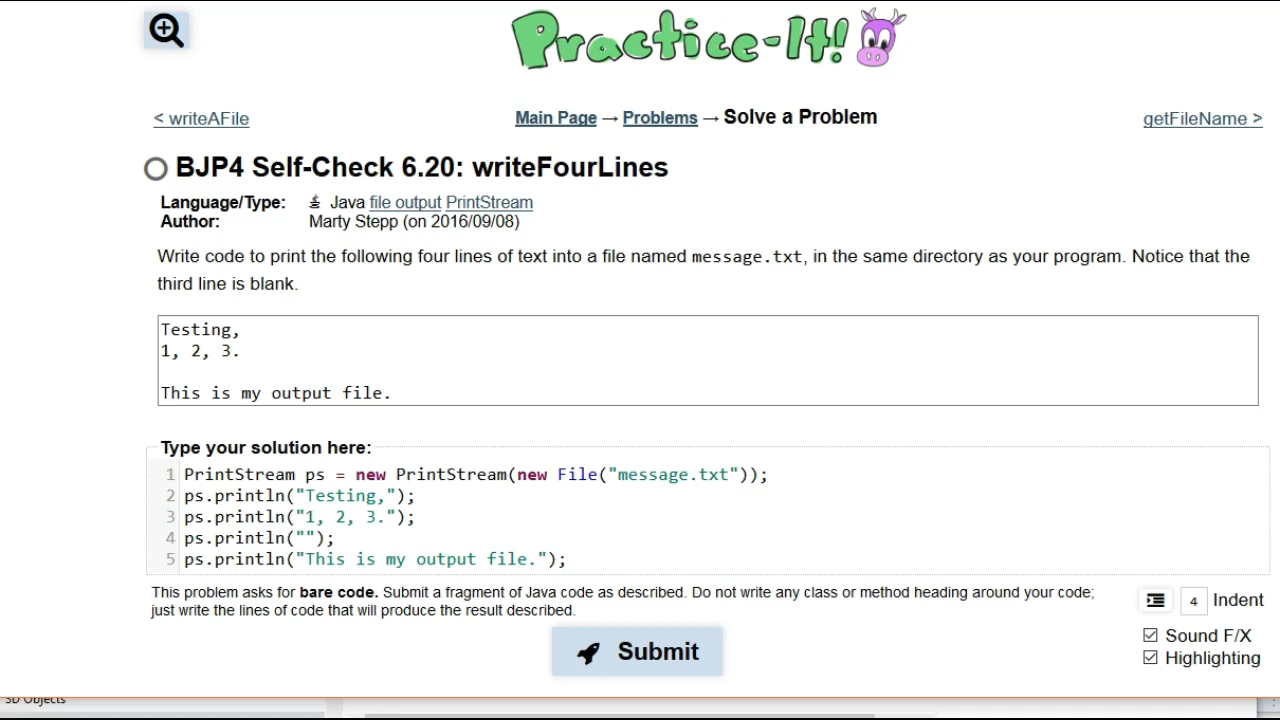 Practice-It!
< writeAFile
Main Page → Problems → Solve a Problem
getFileName >
BJP4 Self-Check 6.20: writeFourLines
Language/Type: Java file output PrintStream
Author: Marty Stepp (on 2016/09/08)
Write code to print the following four lines of text into a file named message.txt, in the same directory as your program. Notice that the
third line is blank.
Testing,
1, 2, 3.

This is my output file.
Type your solution here:
1 PrintStream ps = new PrintStream(new File("message.txt"));
2 ps.println("Testing,");
3 ps.println("1, 2, 3.");
4 ps.println("");
5 ps.println("This is my output file.");
This problem asks for bare code. Submit a fragment of Java code as described. Do not write any class or method heading around your code;
just write the lines of code that will produce the result described.
4 Indent
Submit
Sound F/X
Highlighting
3D Objects